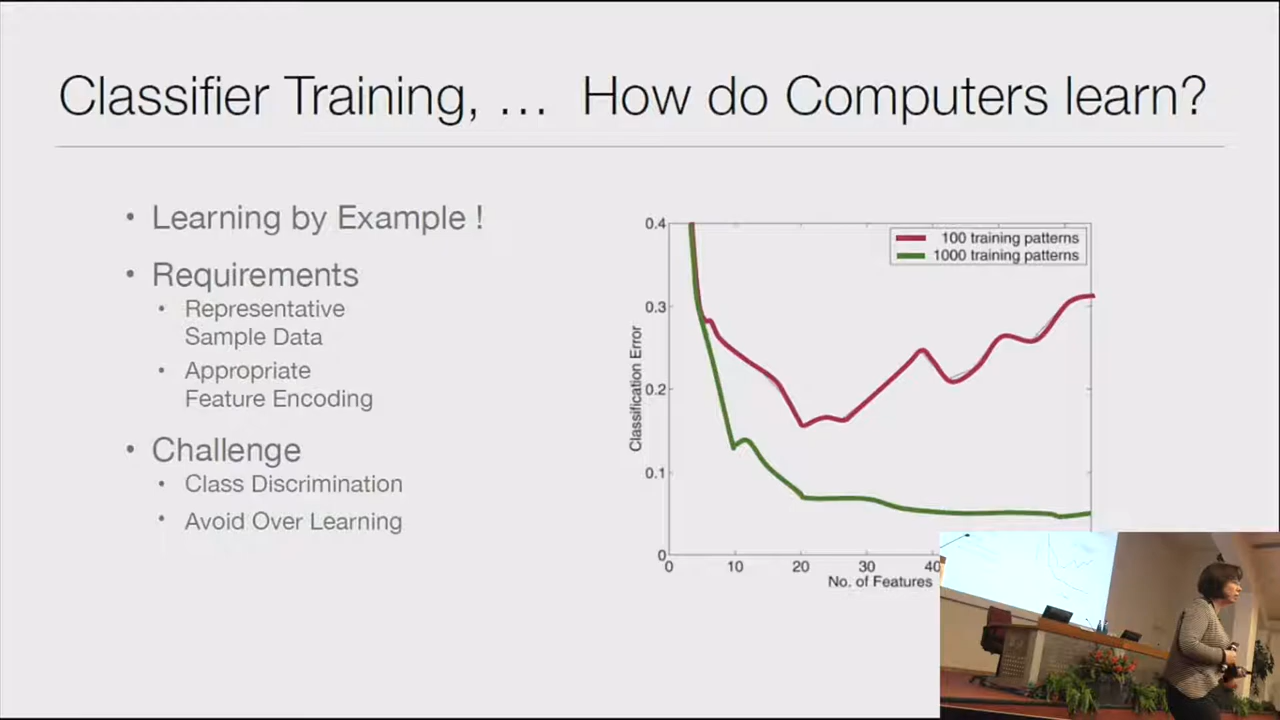 Classifier Training, … How do Computers learn?
• Learning by Example !
• Requirements
• Representative
Sample Data
• Appropriate
Feature Encoding
• Challenge
• Class Discrimination
• Avoid Over Learning
0.4
0.3
0.2
0.1
0
Classification Error
100 training patterns
1000 training patterns
0 10 20 30 40
No. of Features